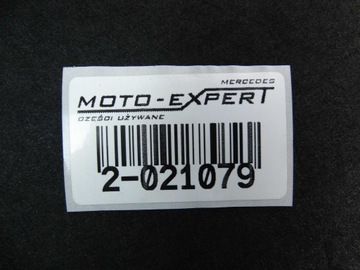 MERCEDES
MOTO-EXPERT
CZĘŚCI UŻYWANE
2-021079